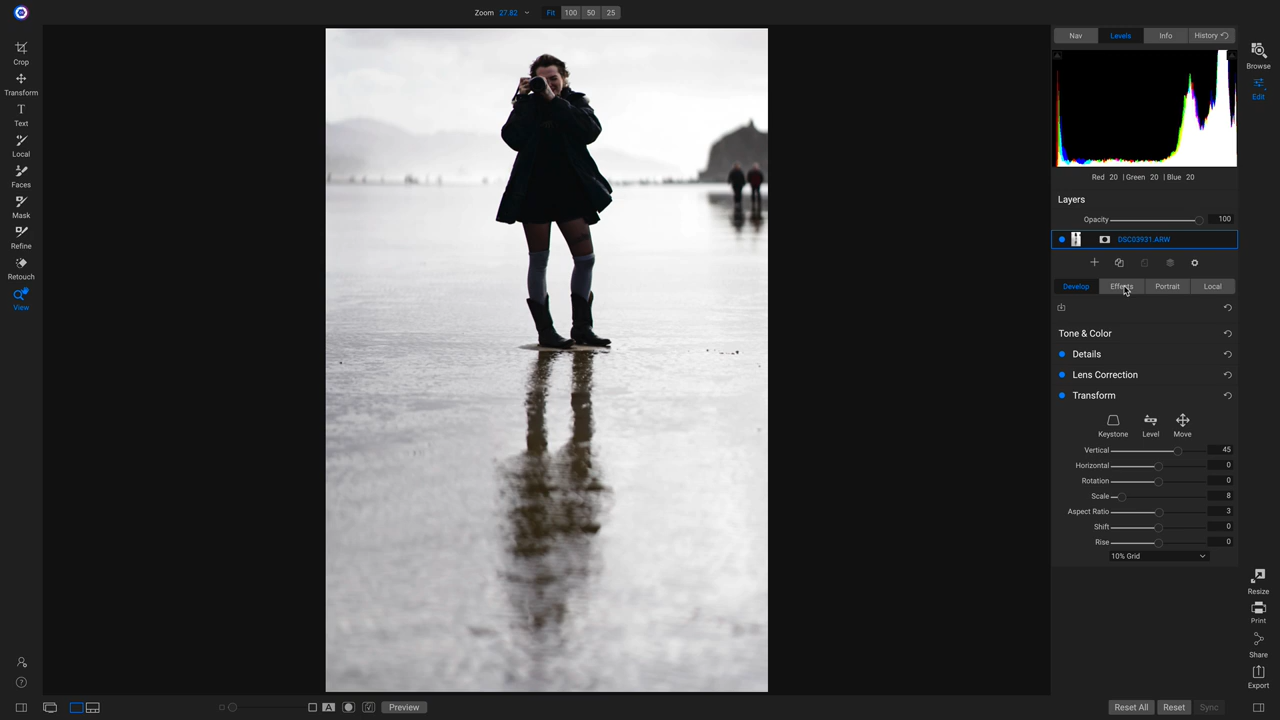 Zoom 27.82 Fit 100 50 25
Crop
Transform
Text
Local
Faces
Mask
Refine
Retouch
View
?
A
Preview
Nav Levels Info History
Red 20 | Green 20 | Blue 20
Layers
Opacity 100
DSC03931.ARW
Develop Effects Portrait Local
Tone & Color
Details
Lens Correction
Transform
Keystone Level Move
Vertical 45
Horizontal 0
Rotation 0
Scale 8
Aspect Ratio 3
Shift 0
Rise 0
10% Grid
Reset All Reset Sync
Browse
Edit
Resize
Print
Share
Export